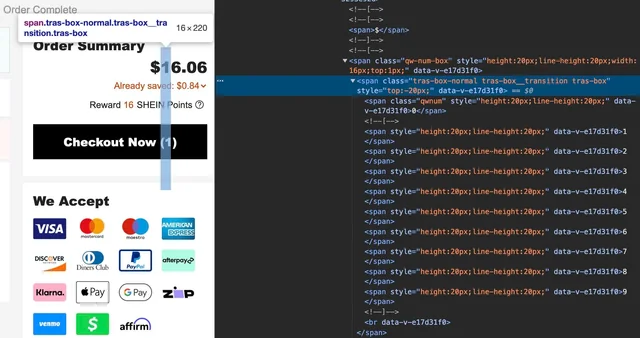 Order Complete
span.tras-box-normal.tras-box__tra
nsition.tras-box
16 × 220
Order Summary
$16.06
Already saved: $0.84
Reward 16 SHEIN Points
Checkout Now (1)
We Accept
VISA
mastercard
maestro
AMERICAN
EXPRESS
DISCOVER
Diners Club
PayPal
afterpay
Klarna.
Apple Pay
G Pay
ZIP
venmo
$
affirm
<!--[-->
<!--[-->
<span>$</span>
<!--]-->
<span class="qw-num-box" style="height:20px;line-height:20px;width:
16px;top:1px;" data-v-e17d31f0>
<span class="tras-box-normal tras-box__transition tras-box"
style="top:-20px;" data-v-e17d31f0> == $0
<span class="qwnum" style="height:20px;line-height:20px;" data-
v-e17d31f0>0</span>
<!--[-->
<span style="height:20px;line-height:20px;" data-v-e17d31f0>1
</span>
<span style="height:20px;line-height:20px;" data-v-e17d31f0>2
</span>
<span style="height:20px;line-height:20px;" data-v-e17d31f0>3
</span>
<span style="height:20px;line-height:20px;" data-v-e17d31f0>4
</span>
<span style="height:20px;line-height:20px;" data-v-e17d31f0>5
</span>
<span style="height:20px;line-height:20px;" data-v-e17d31f0>6
</span>
<span style="height:20px;line-height:20px;" data-v-e17d31f0>7
</span>
<span style="height:20px;line-height:20px;" data-v-e17d31f0>8
</span>
<span style="height:20px;line-height:20px;" data-v-e17d31f0>9
</span>
<!--]-->
<br data-v-e17d31f0>
</span>